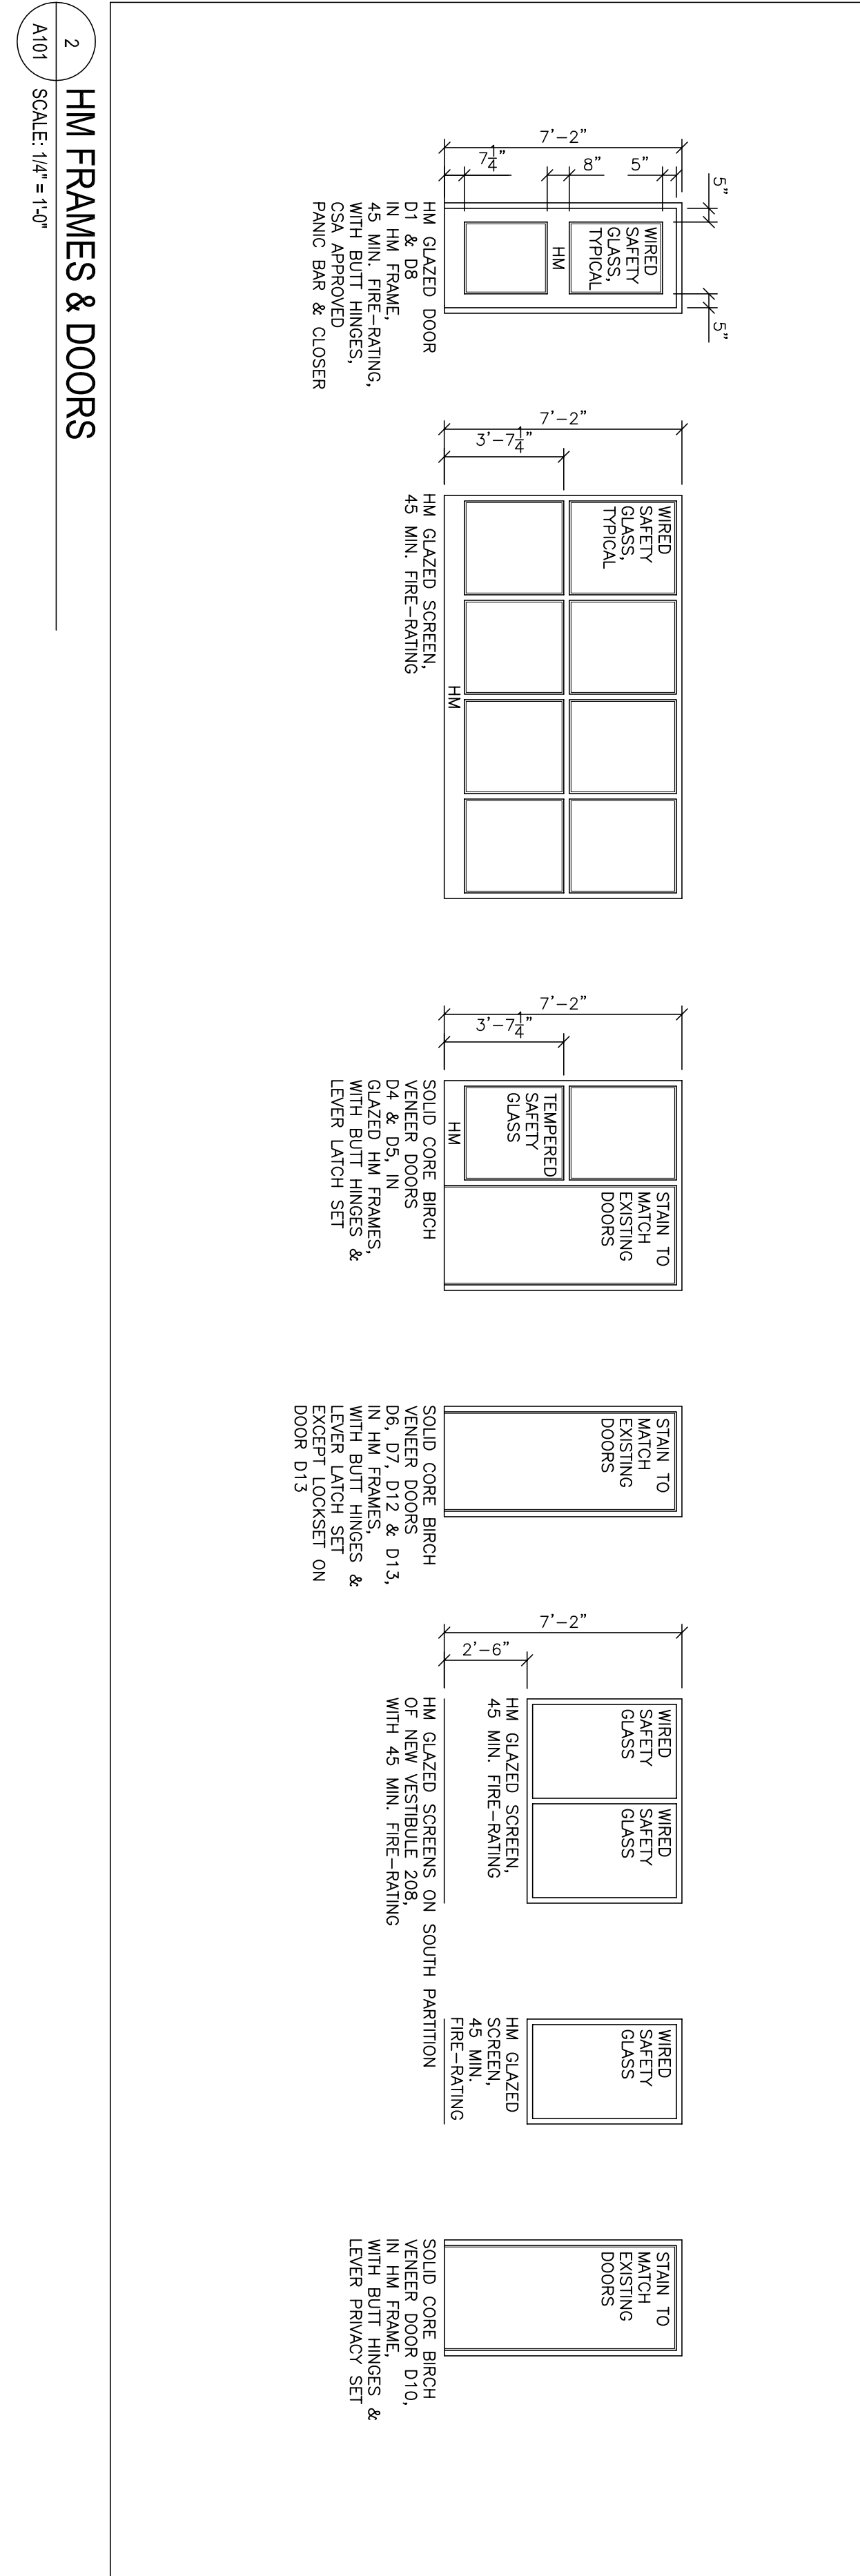 7'-2"
7 1/4"
8"
5"
5"
5"
WIRED
SAFETY
GLASS,
TYPICAL
HM
HM GLAZED DOOR
D1 & D8
IN HM FRAME,
45 MIN. FIRE-RATING,
WITH BUTT HINGES,
CSA APPROVED
PANIC BAR & CLOSER
7'-2"
3'-7 1/4"
WIRED
SAFETY
GLASS,
TYPICAL
HM
HM GLAZED SCREEN,
45 MIN. FIRE-RATING
7'-2"
3'-7 1/4"
TEMPERED
SAFETY
GLASS
HM
STAIN TO
MATCH
EXISTING
DOORS
SOLID CORE BIRCH
VENEER DOORS
D4 & D5, IN
GLAZED HM FRAMES,
WITH BUTT HINGES &
LEVER LATCH SET
STAIN TO
MATCH
EXISTING
DOORS
SOLID CORE BIRCH
VENEER DOORS
D6, D7, D12 & D13,
IN HM FRAMES,
WITH BUTT HINGES &
LEVER LATCH SET
EXCEPT LOCKSET ON
DOOR D13
7'-2"
2'-6"
WIRED
SAFETY
GLASS
WIRED
SAFETY
GLASS
HM GLAZED SCREEN,
45 MIN. FIRE-RATING
WIRED
SAFETY
GLASS
HM GLAZED
SCREEN,
45 MIN.
FIRE-RATING
HM GLAZED SCREENS ON SOUTH PARTITION
OF NEW VESTIBULE 208,
WITH 45 MIN. FIRE-RATING
STAIN TO
MATCH
EXISTING
DOORS
SOLID CORE BIRCH
VENEER DOOR D10,
IN HM FRAME,
WITH BUTT HINGES &
LEVER PRIVACY SET
2
A101
HM FRAMES & DOORS
SCALE: 1/4" = 1'-0"